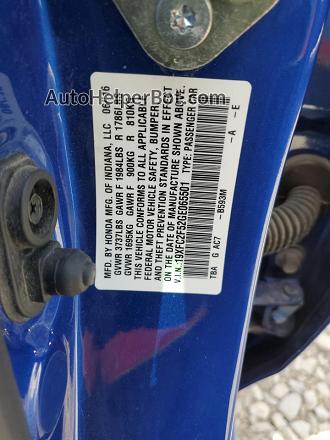 AutoHelperBot.com
MFD. BY HONDA MFG. OF INDIANA, LLC 06/16
GVWR 3737LBS GAWR F 1984LBS R 1786LBS
GVWR 1695KG GAWR F 900KG R 810KG
THIS VEHICLE CONFORMS TO ALL APPLICABLE
FEDERAL MOTOR VEHICLE SAFETY, BUMPER,
AND THEFT PREVENTION STANDARDS IN EFFECT
ON THE DATE OF MANUFACTURE SHOWN ABOVE.
V.I.N. 19XFC2F52GE065901 TYPE: PASSENGER CAR
TBA G AC7 - B593M - A - E